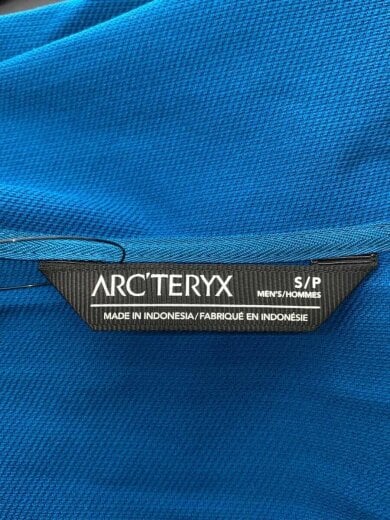 ARC'TERYX
S/P
MEN'S/HOMMES
MADE IN INDONESIA/FABRIQUÉ EN INDONÉSIE